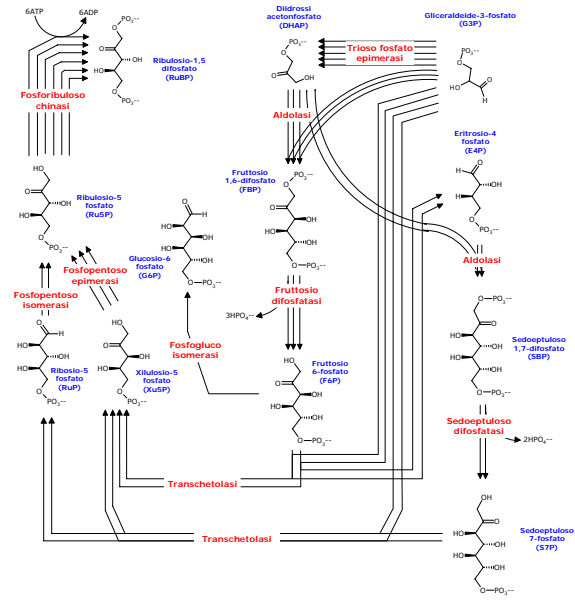 6ATP
6ADP
Ribulosio-1,5
difosfato
(RuBP)
Diidrossi
acetonfosfato
(DHAP)
Gliceraldeide-3-fosfato
(G3P)
Trioso fosfato
epimerasi
Fosforibuloso
chinasi
Aldolasi
Eritrosio-4
fosfato
(E4P)
Ribulosio-5
fosfato
(Ru5P)
Fruttosio
1,6-difosfato
(FBP)
Glucosio-6
fosfato
(G6P)
Aldolasi
Fosfopentoso
epimerasi
Fosfopentoso
isomerasi
Fruttosio
difosfatasi
3HPO₄--
Fosfogluco
isomerasi
Sedoeptuloso
1,7-difosfato
(SBP)
Ribosio-5
fosfato
(RuP)
Xilulosio-5
fosfato
(Xu5P)
Fruttosio
6-fosfato
(F6P)
Sedoeptuloso
difosfatasi
2HPO₄--
Transchetolasi
Transchetolasi
Sedoeptuloso
7-fosfato
(S7P)